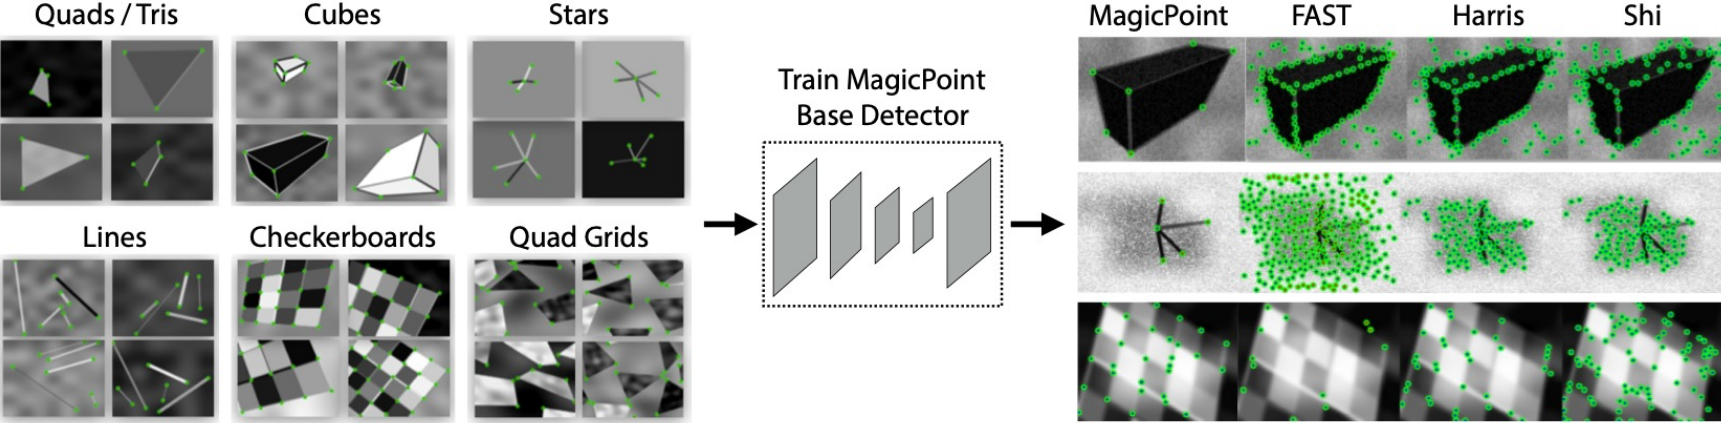 Quads / Tris
Cubes
Stars
Lines
Checkerboards
Quad Grids
Train MagicPoint
Base Detector
MagicPoint
FAST
Harris
Shi